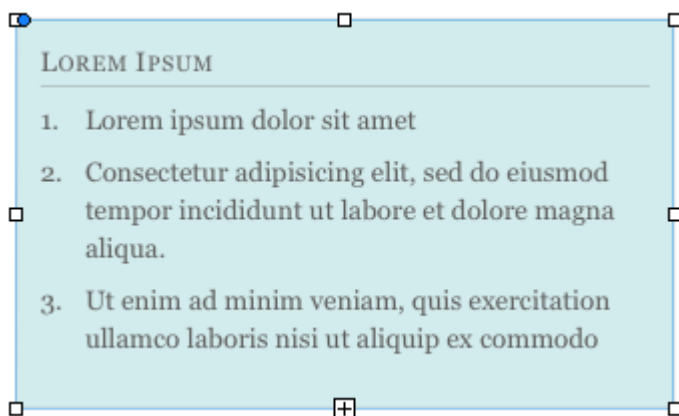 Lorem Ipsum
1. Lorem ipsum dolor sit amet
2. Consectetur adipisicing elit, sed do eiusmod
tempor incididunt ut labore et dolore magna
aliqua.
3. Ut enim ad minim veniam, quis exercitation
ullamco laboris nisi ut aliquip ex commodo